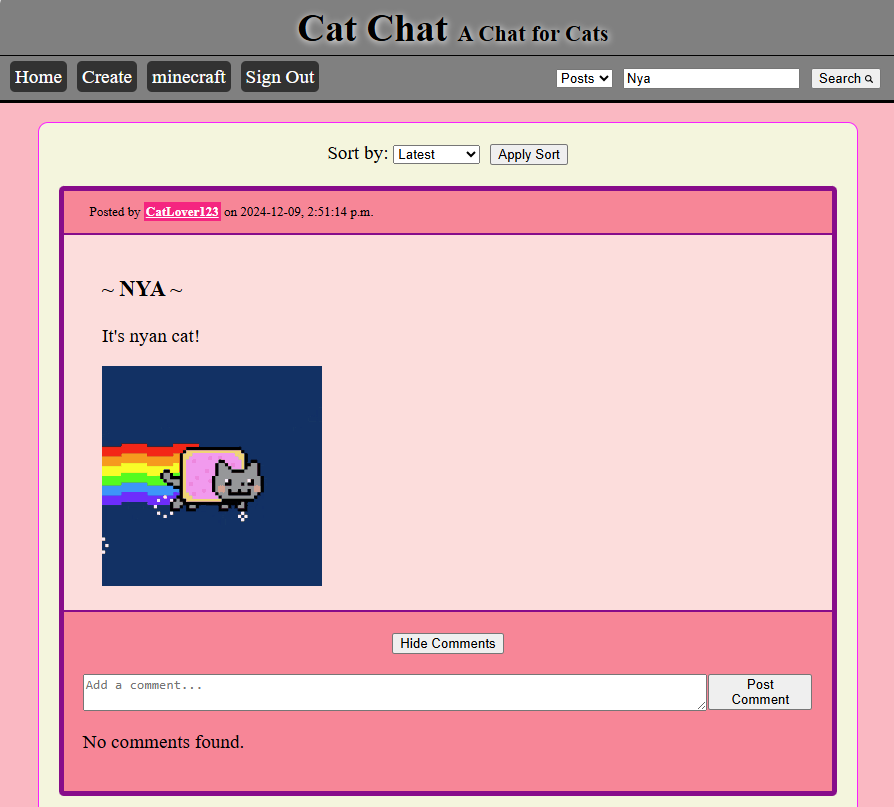 Cat Chat A Chat for Cats
Home Create minecraft Sign Out Posts Nya Search
Sort by: Latest Apply Sort
Posted by CatLover123 on 2024-12-09, 2:51:14 p.m.
~ NYA ~
It's nyan cat!
Hide Comments
Add a comment...
Post
Comment
No comments found.